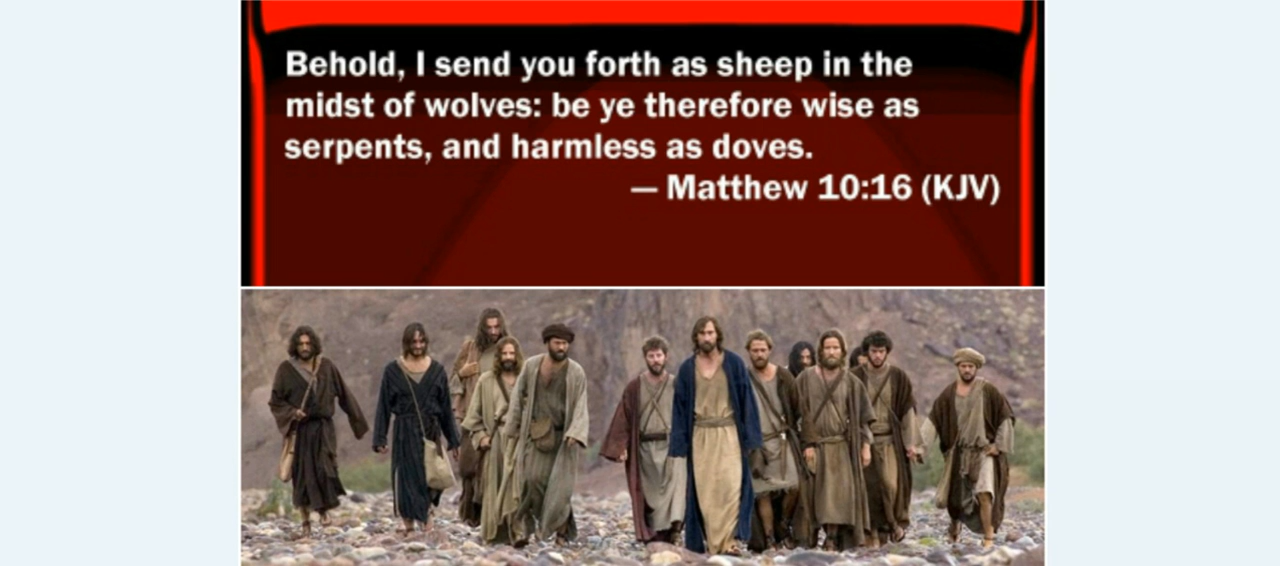 Behold, I send you forth as sheep in the
midst of wolves: be ye therefore wise as
serpents, and harmless as doves.
— Matthew 10:16 (KJV)